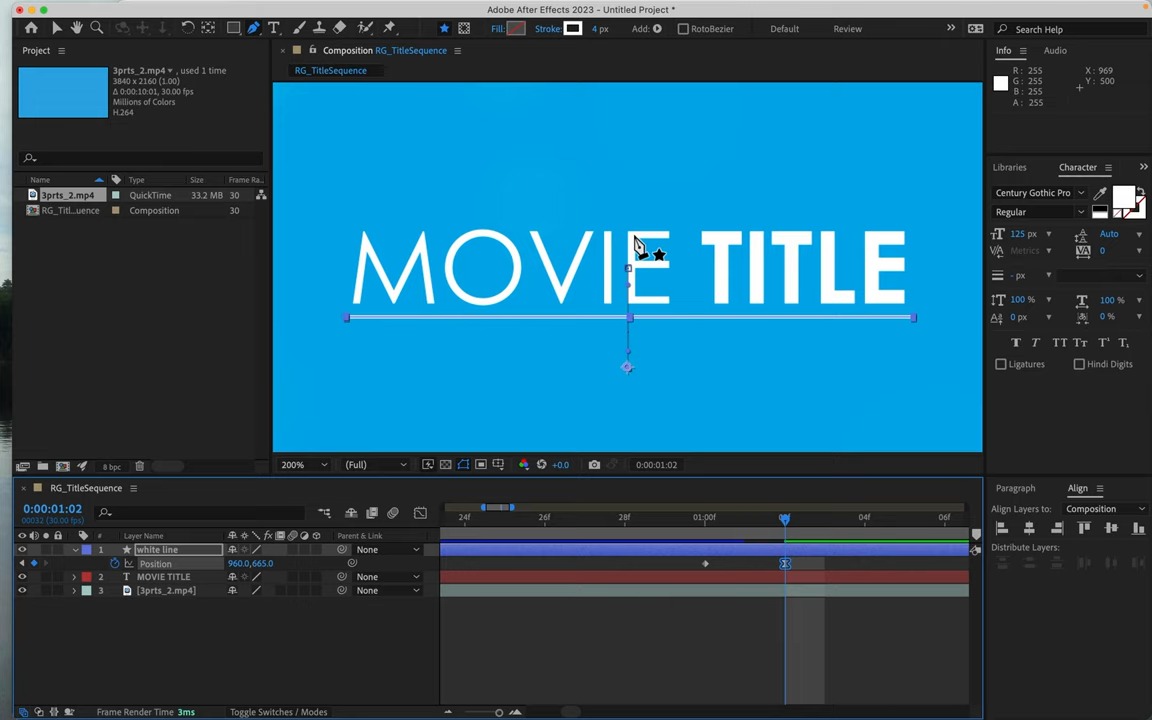 Adobe After Effects 2023 - Untitled Project *
Fill: Stroke: 4 px Add: RotoBezier Default Review Search Help
Project
Composition RG_TitleSequence
Info Audio
RG_TitleSequence
3prts_2.mp4 , used 1 time
3840 x 2160 (1.00)
Δ 0:00:10:01, 30.00 fps
Millions of Colors
H.264
R : 255
G : 255
B : 255
A : 255
X : 969
Y : 500
Libraries Character
Century Gothic Pro
Regular
125 px Auto
Metrics 0
- px
100 % 100 %
0 px 0 %
Ligatures Hindi Digits
Name Type Size Frame Ra...
3prts_2.mp4 QuickTime 33.2 MB 30
RG_Titl...uence Composition 30
MOVIE TITLE
8 bpc
200% (Full) +0.0 0:00:01:02
RG_TitleSequence
0:00:01:02
00032 (30.00 fps)
24f 26f 28f 01:00f 02f 04f 06f
# Layer Name Parent & Link
1 white line None
Position 960.0,665.0
2 T MOVIE TITLE None
3 [3prts_2.mp4] None
Paragraph Align
Align Layers to: Composition
Distribute Layers:
Frame Render Time 3ms Toggle Switches / Modes